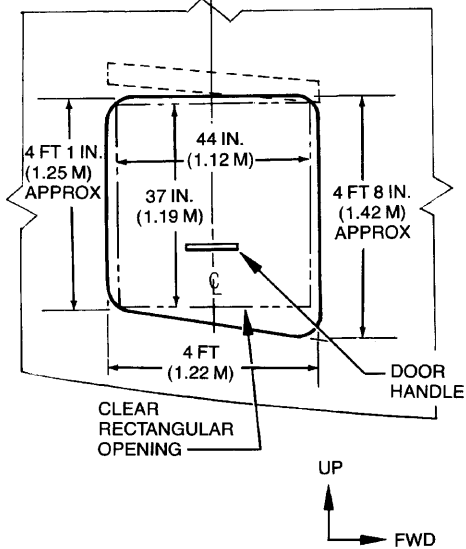 4 FT 1 IN.
(1.25 M)
APPROX
44 IN.
(1.12 M)
37 IN.
(1.19 M)
4 FT 8 IN.
(1.42 M)
APPROX
℄
4 FT
(1.22 M)
DOOR
HANDLE
CLEAR
RECTANGULAR
OPENING
UP
FWD